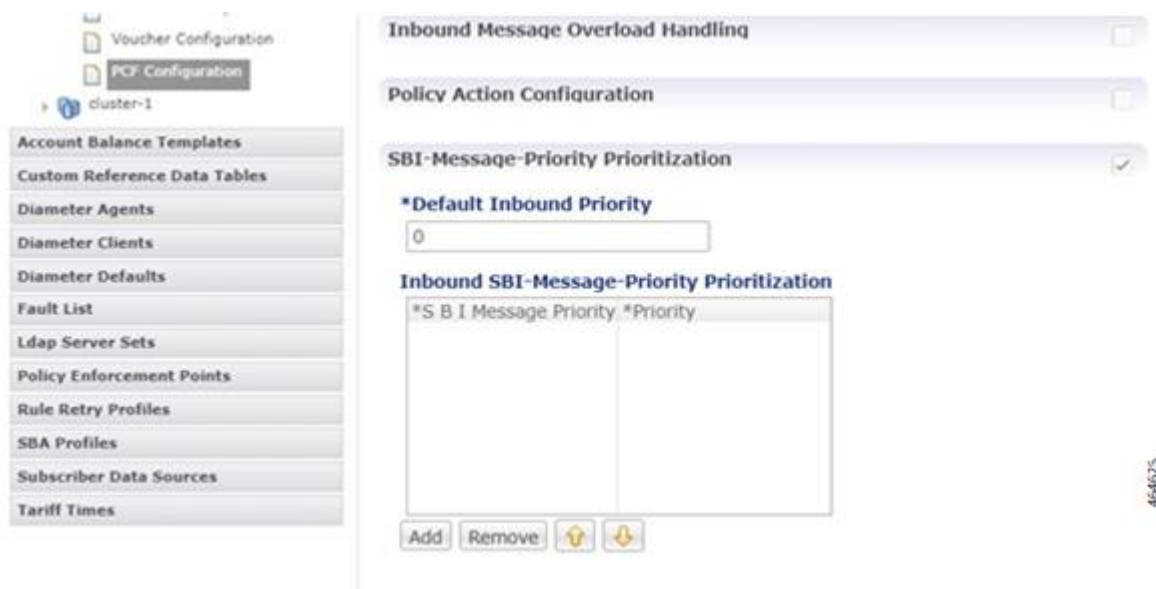 Voucher Configuration
PCF Configuration
cluster-1
Account Balance Templates
Custom Reference Data Tables
Diameter Agents
Diameter Clients
Diameter Defaults
Fault List
Ldap Server Sets
Policy Enforcement Points
Rule Retry Profiles
SBA Profiles
Subscriber Data Sources
Tariff Times
Inbound Message Overload Handling
Policy Action Configuration
SBI-Message-Priority Prioritization
*Default Inbound Priority
0
Inbound SBI-Message-Priority Prioritization
*S B I Message Priority *Priority
Add Remove
464675